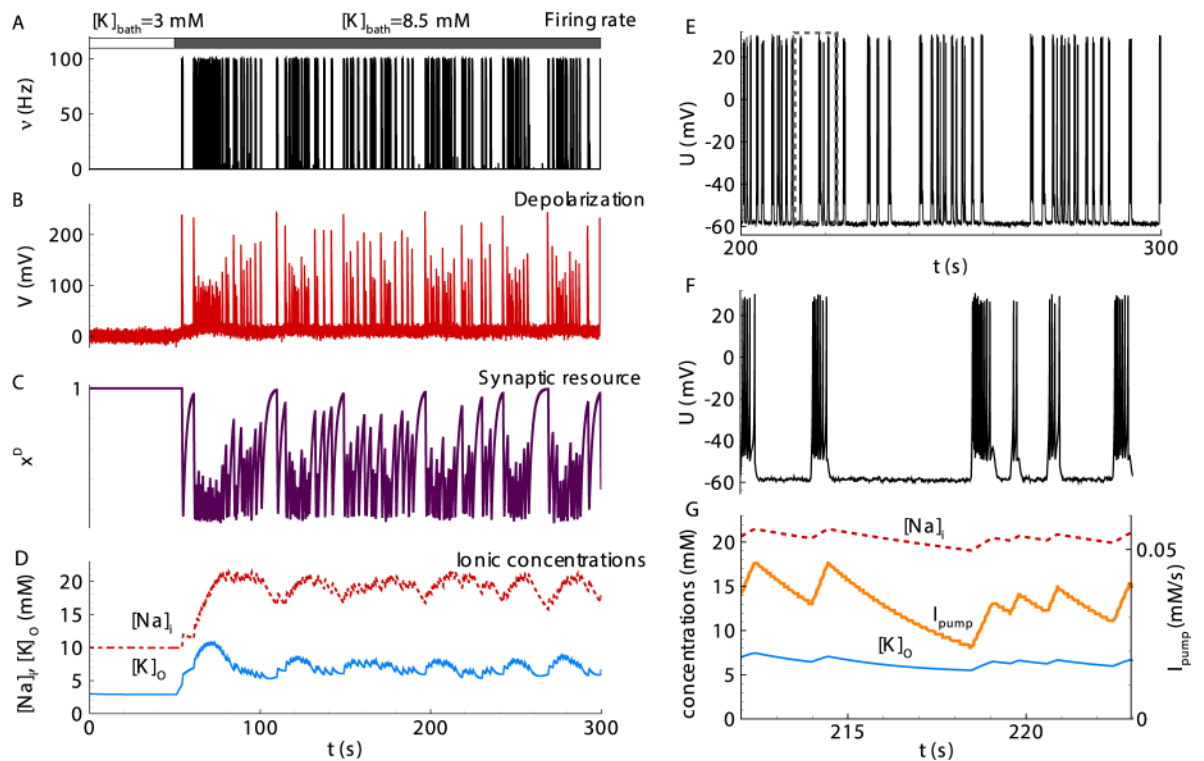 A [K]bath=3 mM [K]bath=8.5 mM Firing rate
100
50
0
ν (Hz)
B Depolarization
200
100
0
V (mV)
C Synaptic resource
1
x^D
D Ionic concentrations
20
15
10
5
0
[Na]i
[K]O
[Na]i, [K]O (mM)
0 100 200 300
t (s)
E
20
0
-20
-40
-60
U (mV)
200 300
t (s)
F
20
0
-20
-40
-60
U (mV)
G
20
15
10
5
0
concentrations (mM)
[Na]i
Ipump
[K]O
0.05
0
Ipump (mM/s)
215 220
t (s)